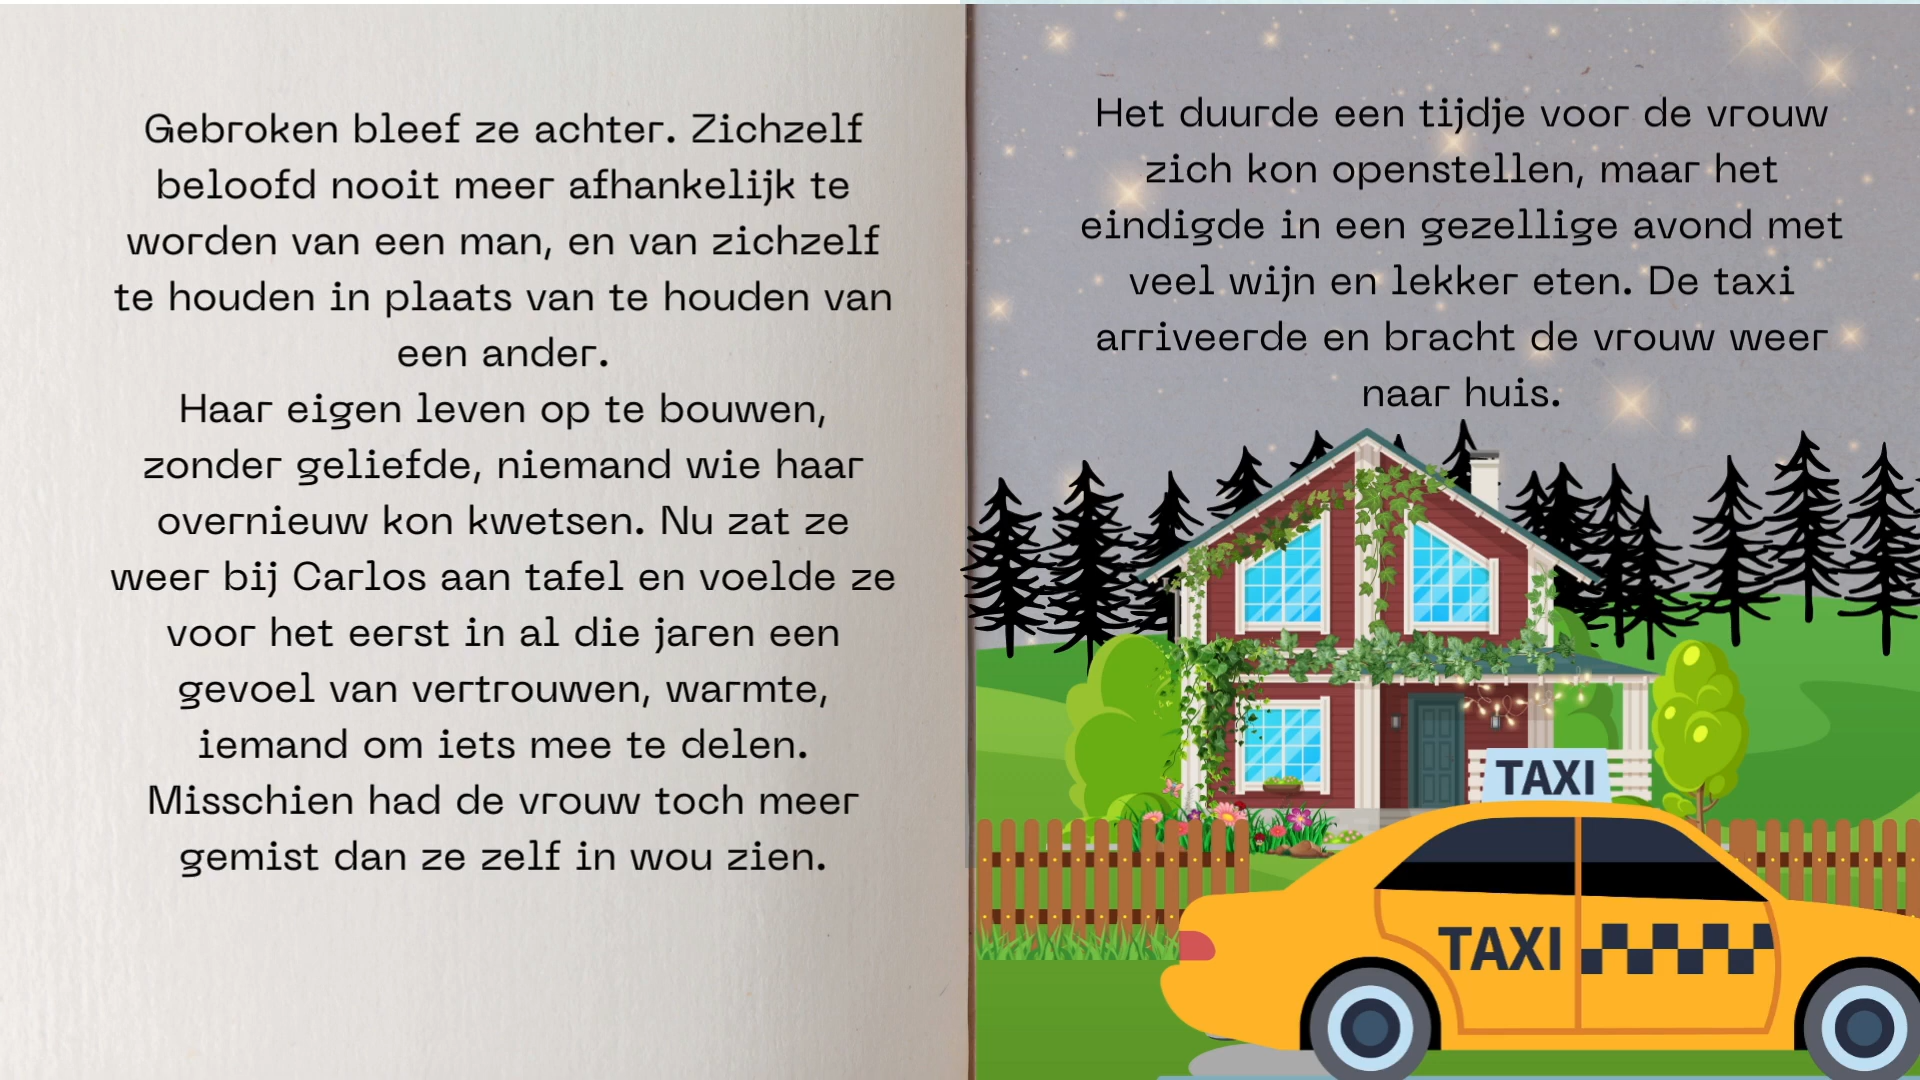 Gebroken bleef ze achter. Zichzelf
beloofd nooit meer afhankelijk te
worden van een man, en van zichzelf
te houden in plaats van te houden van
een ander.
Haar eigen leven op te bouwen,
zonder geliefde, niemand wie haar
overnieuw kon kwetsen. Nu zat ze
weer bij Carlos aan tafel en voelde ze
voor het eerst in al die jaren een
gevoel van vertrouwen, warmte,
iemand om iets mee te delen.
Misschien had de vrouw toch meer
gemist dan ze zelf in wou zien.
Het duurde een tijdje voor de vrouw
zich kon openstellen, maar het
eindigde in een gezellige avond met
veel wijn en lekker eten. De taxi
arriveerde en bracht de vrouw weer
naar huis.
TAXI
TAXI